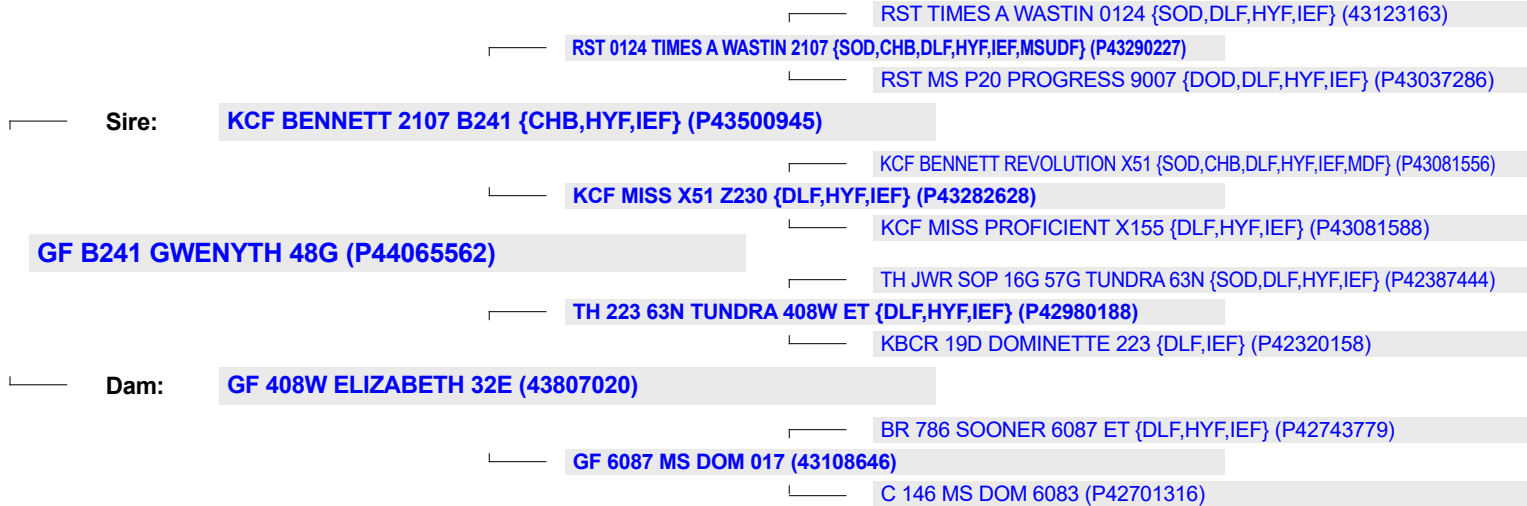 RST TIMES A WASTIN 0124 {SOD,DLF,HYF,IEF} (43123163)
RST 0124 TIMES A WASTIN 2107 {SOD,CHB,DLF,HYF,IEF,MSUDF} (P43290227)
RST MS P20 PROGRESS 9007 {DOD,DLF,HYF,IEF} (P43037286)
Sire: KCF BENNETT 2107 B241 {CHB,HYF,IEF} (P43500945)
KCF BENNETT REVOLUTION X51 {SOD,CHB,DLF,HYF,IEF,MDF} (P43081556)
KCF MISS X51 Z230 {DLF,HYF,IEF} (P43282628)
KCF MISS PROFICIENT X155 {DLF,HYF,IEF} (P43081588)
GF B241 GWENYTH 48G (P44065562)
TH JWR SOP 16G 57G TUNDRA 63N {SOD,DLF,HYF,IEF} (P42387444)
TH 223 63N TUNDRA 408W ET {DLF,HYF,IEF} (P42980188)
KBCR 19D DOMINETTE 223 {DLF,IEF} (P42320158)
Dam: GF 408W ELIZABETH 32E (43807020)
BR 786 SOONER 6087 ET {DLF,HYF,IEF} (P42743779)
GF 6087 MS DOM 017 (43108646)
C 146 MS DOM 6083 (P42701316)